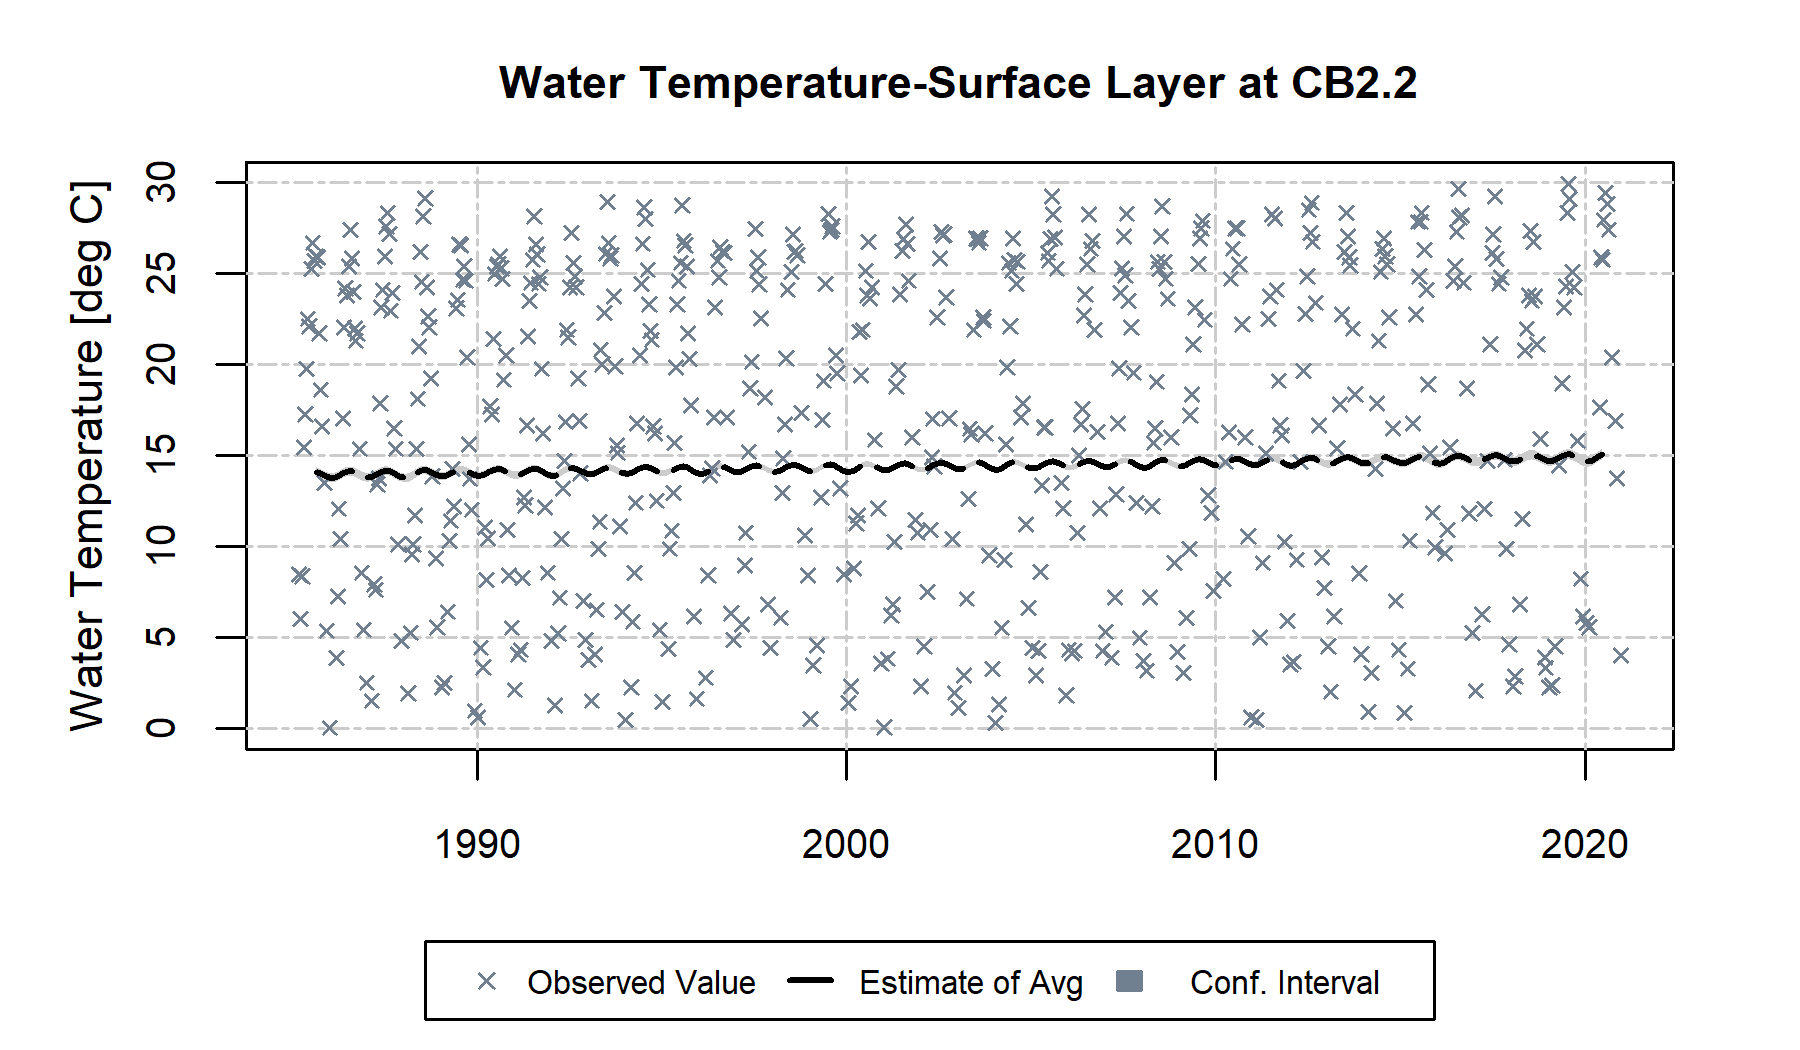 Water Temperature-Surface Layer at CB2.2
Water Temperature [deg C]
30
25
20
15
10
5
0
1990 2000 2010 2020
Observed Value Estimate of Avg Conf. Interval